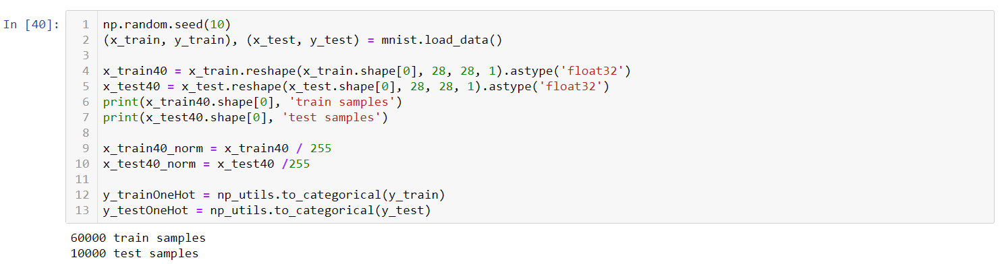 In [40]:
1 np.random.seed(10)
2 (x_train, y_train), (x_test, y_test) = mnist.load_data()
3
4 x_train40 = x_train.reshape(x_train.shape[0], 28, 28, 1).astype('float32')
5 x_test40 = x_test.reshape(x_test.shape[0], 28, 28, 1).astype('float32')
6 print(x_train40.shape[0], 'train samples')
7 print(x_test40.shape[0], 'test samples')
8
9 x_train40_norm = x_train40 / 255
10 x_test40_norm = x_test40 /255
11
12 y_trainOneHot = np_utils.to_categorical(y_train)
13 y_testOneHot = np_utils.to_categorical(y_test)
60000 train samples
10000 test samples